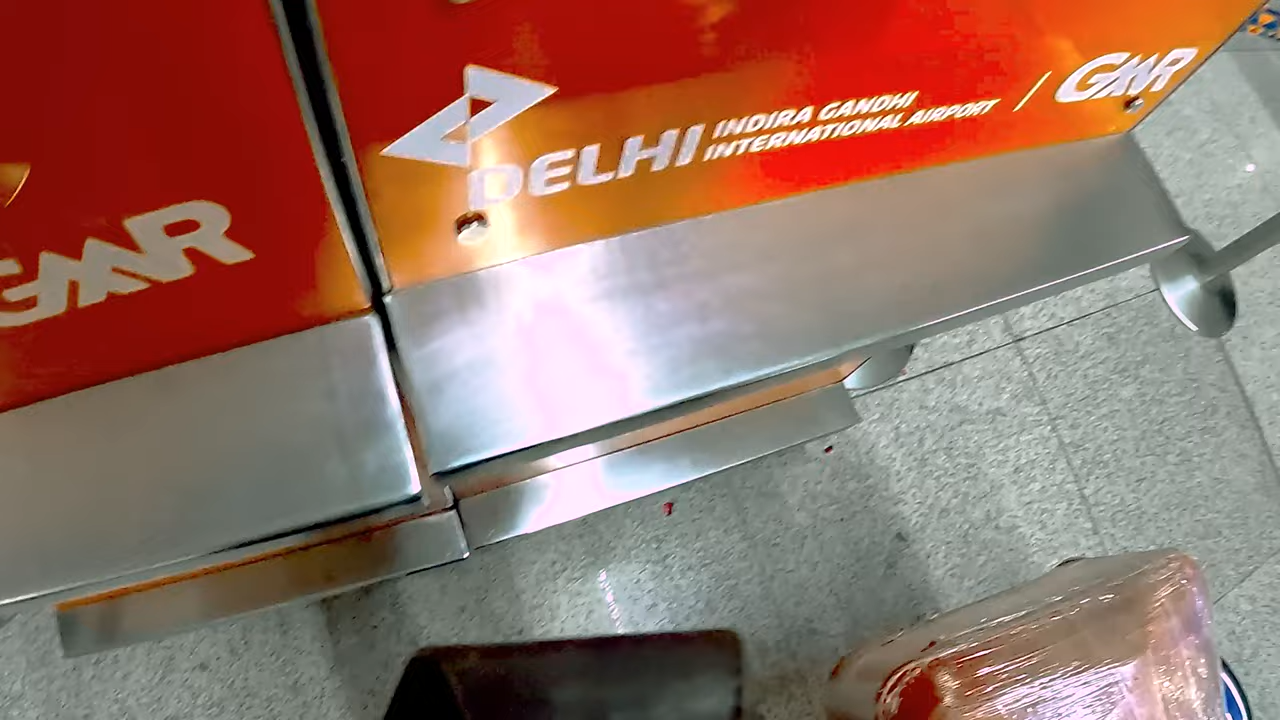 DELHI
INDIRA GANDHI
INTERNATIONAL AIRPORT
/ GMR
GMR